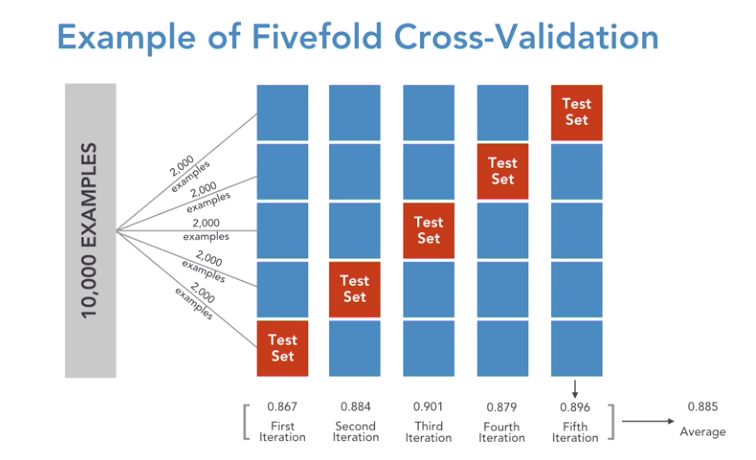 Example of Fivefold Cross-Validation
10,000 EXAMPLES
2,000
examples
2,000
examples
2,000
examples
2,000
examples
2,000
examples
Test
Set
Test
Set
Test
Set
Test
Set
Test
Set
0.867
First
Iteration
0.884
Second
Iteration
0.901
Third
Iteration
0.879
Fourth
Iteration
0.896
Fifth
Iteration
0.885
Average